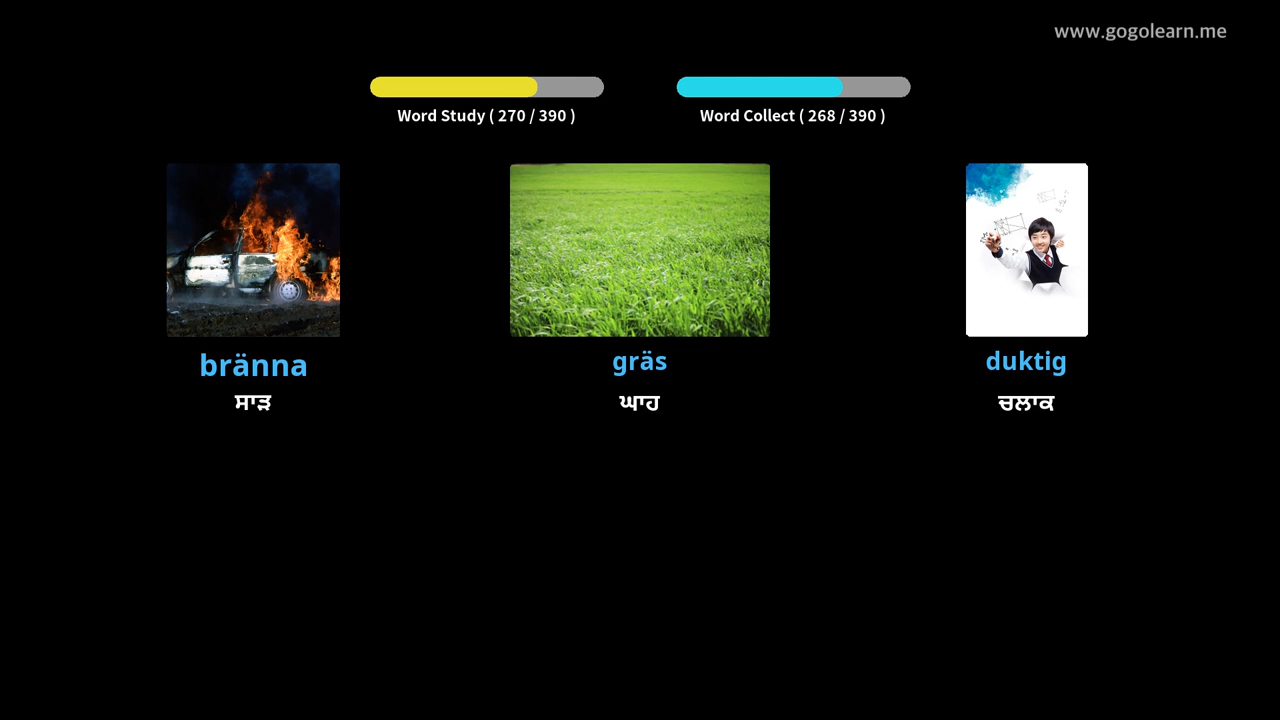 www.gogolearn.me
Word Study ( 270 / 390 )
Word Collect ( 268 / 390 )
bränna
gräs
duktig
ਸਾੜ
ਘਾਹ
ਚਲਾਕ